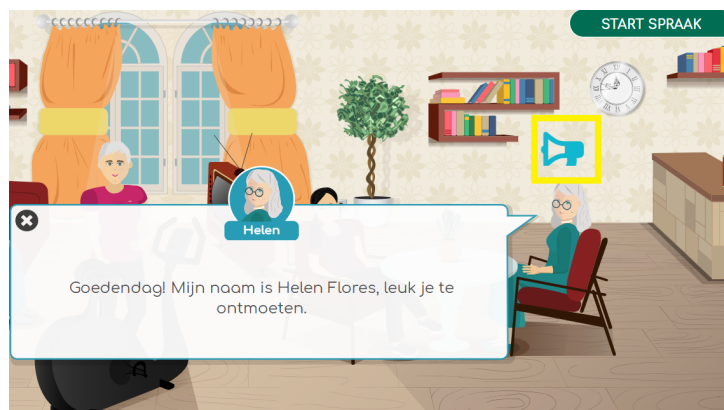 START SPRAAK
Helen
Goedendag! Mijn naam is Helen Flores, leuk je te
ontmoeten.